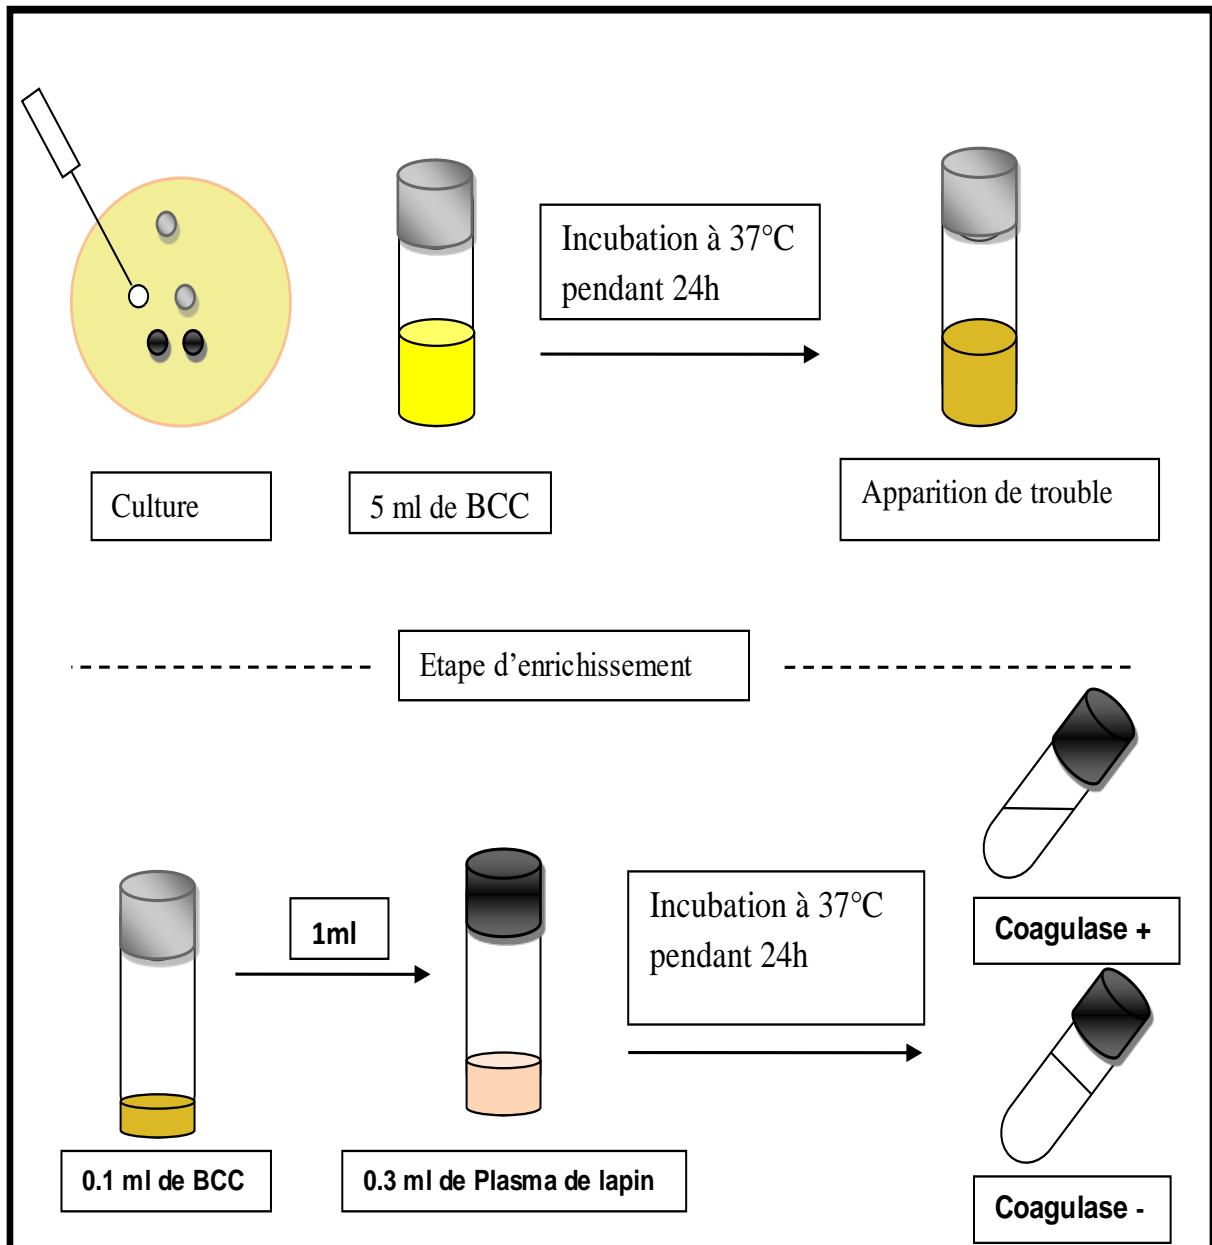 Incubation à 37°C
pendant 24h
Culture
5 ml de BCC
Apparition de trouble
Etape d’enrichissement
1ml
Incubation à 37°C
pendant 24h
Coagulase +
0.1 ml de BCC
0.3 ml de Plasma de lapin
Coagulase -